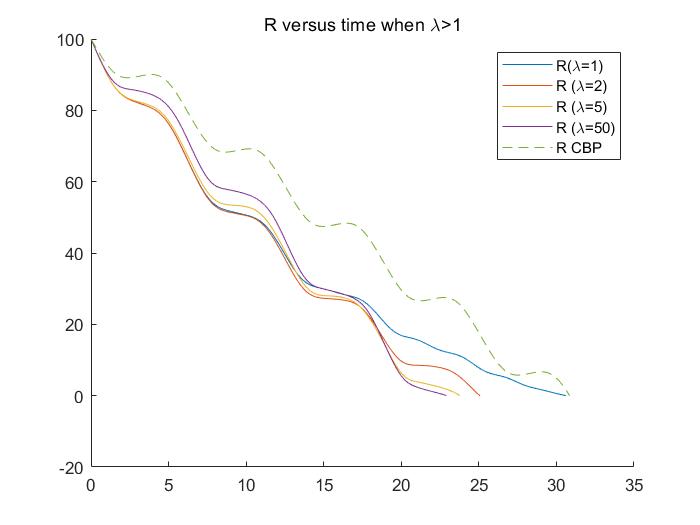 R versus time when λ>1
100
80
60
40
20
0
-20
0 5 10 15 20 25 30 35
R(λ=1)
R (λ=2)
R (λ=5)
R (λ=50)
R CBP